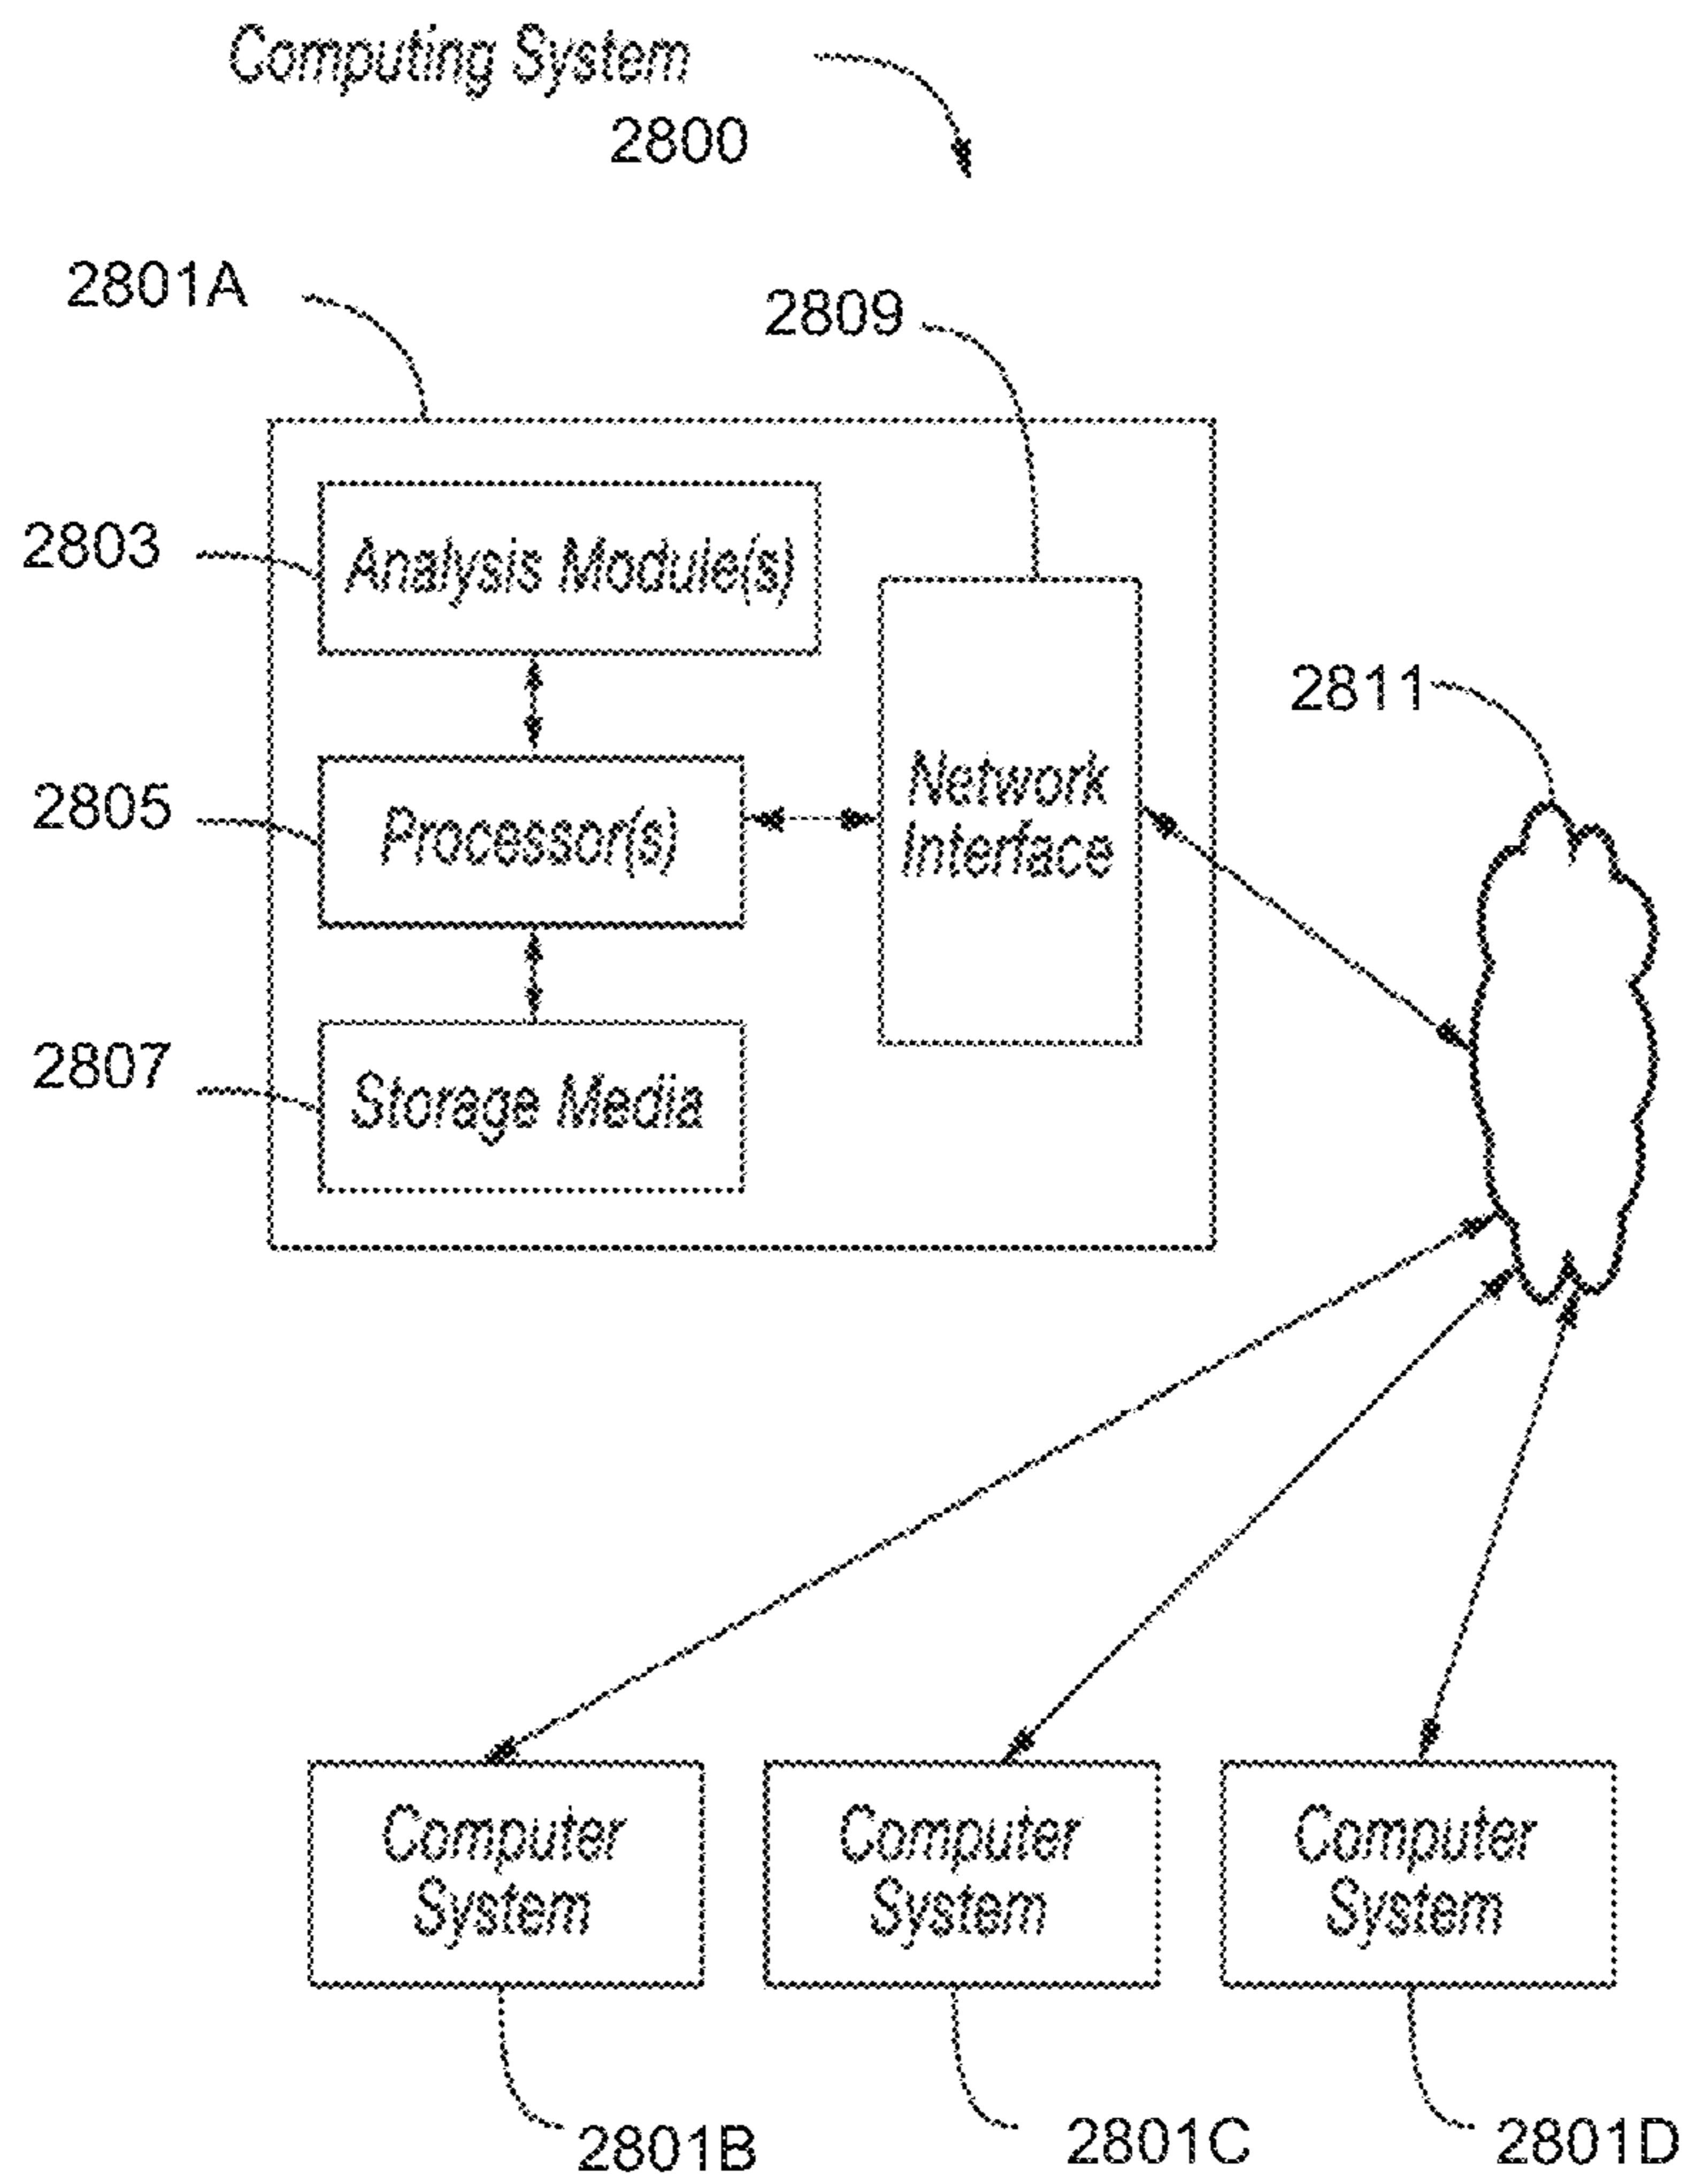 Computing System
2800
2801A
2809
2803
Analysis Module(s)
2811
2805
Processor(s)
Network
Interface
2807
Storage Media
Computer
System
Computer
System
Computer
System
2801B
2801C
2801D